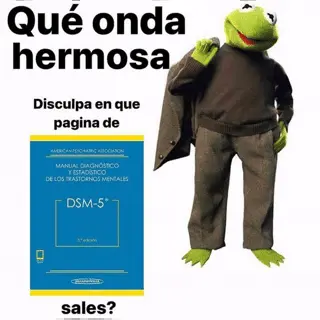 Qué onda
hermosa
Disculpa en que
pagina de
AMERICAN PSYCHIATRIC ASSOCIATION
MANUAL DIAGNÓSTICO
Y ESTADÍSTICO
DE LOS TRASTORNOS MENTALES
DSM-5®
sales?